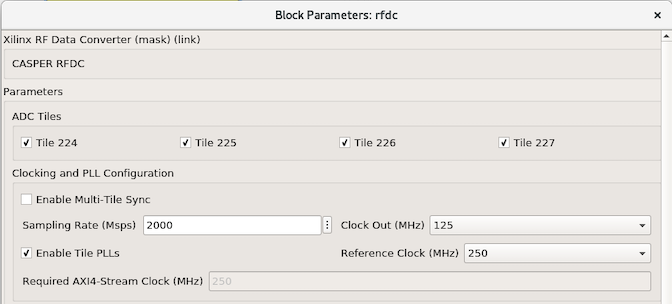 Block Parameters: rfdc
Xilinx RF Data Converter (mask) (link)
CASPER RFDC
Parameters
ADC Tiles
Tile 224 Tile 225 Tile 226 Tile 227
Clocking and PLL Configuration
Enable Multi-Tile Sync
Sampling Rate (Msps) 2000 Clock Out (MHz) 125
Enable Tile PLLs Reference Clock (MHz) 250
Required AXI4-Stream Clock (MHz) 250